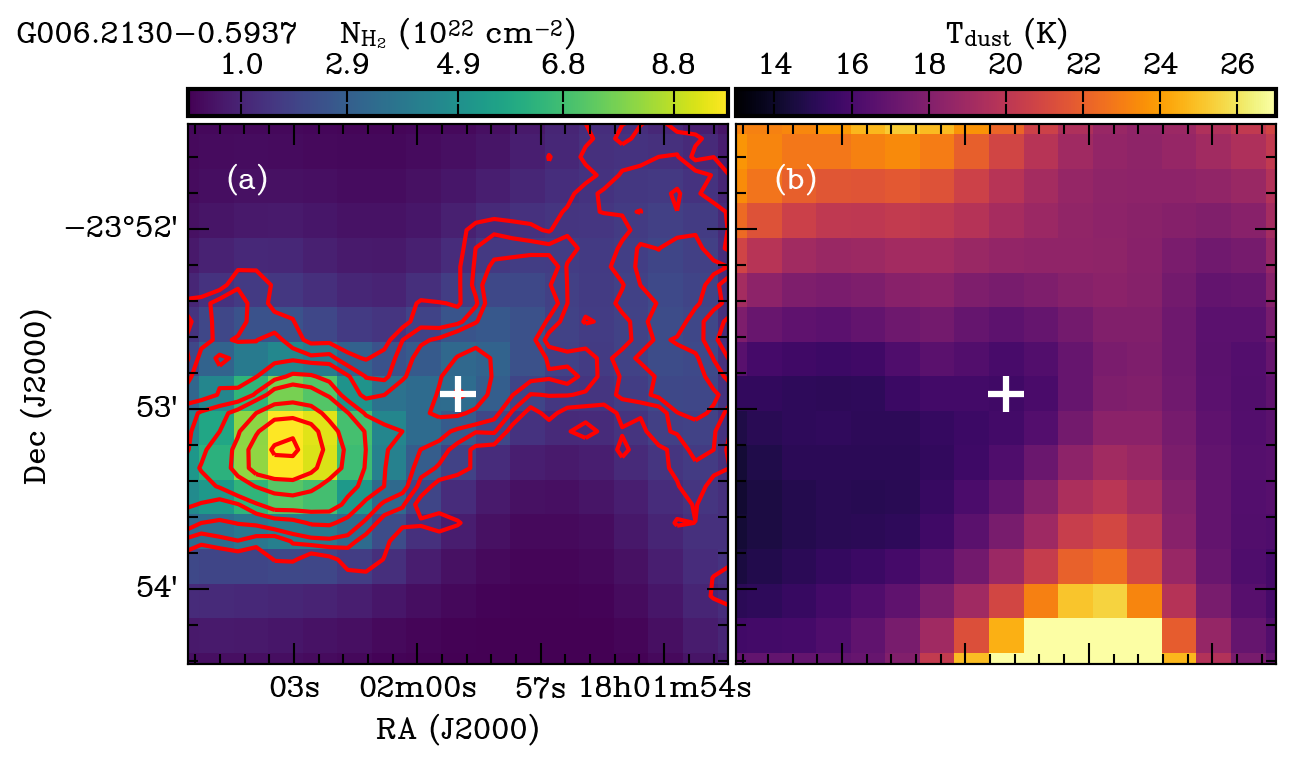 G006.2130−0.5937 N_H₂ (10²² cm⁻²) T_dust (K)
1.0 2.9 4.9 6.8 8.8 14 16 18 20 22 24 26
(a) (b)
−23°52'
53'
54'
Dec (J2000)
03s 02m00s 57s 18h01m54s
RA (J2000)